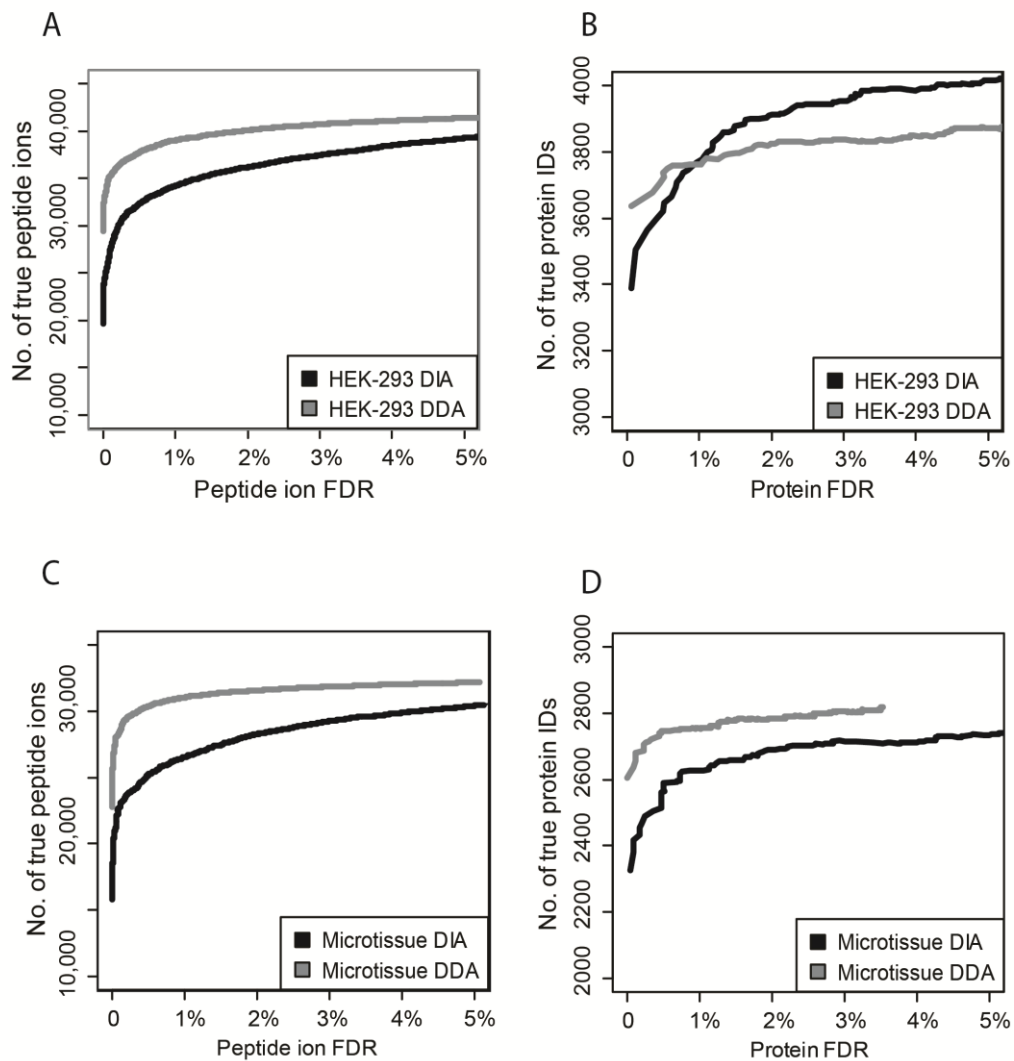 A
No. of true peptide ions
40,000
30,000
20,000
10,000
HEK-293 DIA
HEK-293 DDA
0 1% 2% 3% 4% 5%
Peptide ion FDR
B
No. of true protein IDs
4000
3800
3600
3400
3200
3000
HEK-293 DIA
HEK-293 DDA
0 1% 2% 3% 4% 5%
Protein FDR
C
No. of true peptide ions
30,000
20,000
10,000
Microtissue DIA
Microtissue DDA
0 1% 2% 3% 4% 5%
Peptide ion FDR
D
No. of true protein IDs
3000
2800
2600
2400
2200
2000
Microtissue DIA
Microtissue DDA
0 1% 2% 3% 4% 5%
Protein FDR